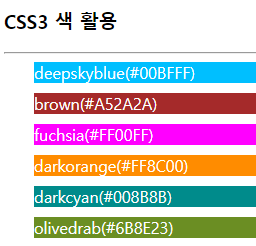 CSS3 색 활용
deepskyblue(#00BFFF)
brown(#A52A2A)
fuchsia(#FF00FF)
darkorange(#FF8C00)
darkcyan(#008B8B)
olivedrab(#6B8E23)